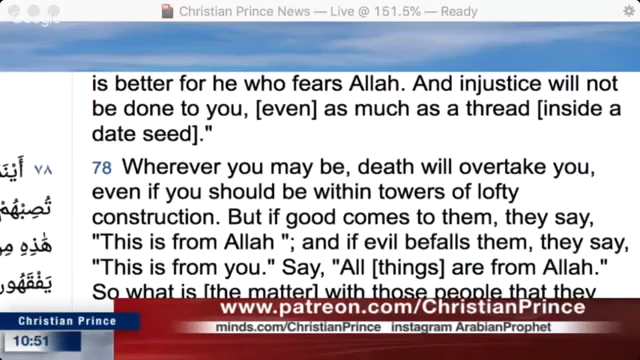 Christian Prince News — Live @ 151.5% — Ready
is better for he who fears Allah. And injustice will not
be done to you, [even] as much as a thread [inside a
date seed]."
78 Wherever you may be, death will overtake you,
even if you should be within towers of lofty
construction. But if good comes to them, they say,
"This is from Allah "; and if evil befalls them, they say,
"This is from you." Say, "All [things] are from Allah."
So what is [the matter] with those people that they
٧٨
تُصِبْهُمْ
هَٰذِهِ
www.patreon.com/ChristianPrince
minds.com/ChristianPrince instagram ArabianProphet
Christian Prince
10:51